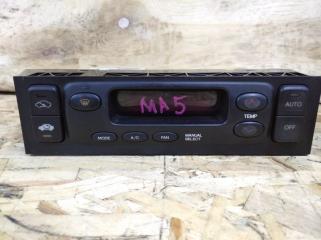 MA5
AUTO
TEMP
OFF
MODE
A/C
FAN
MANUAL
SELECT